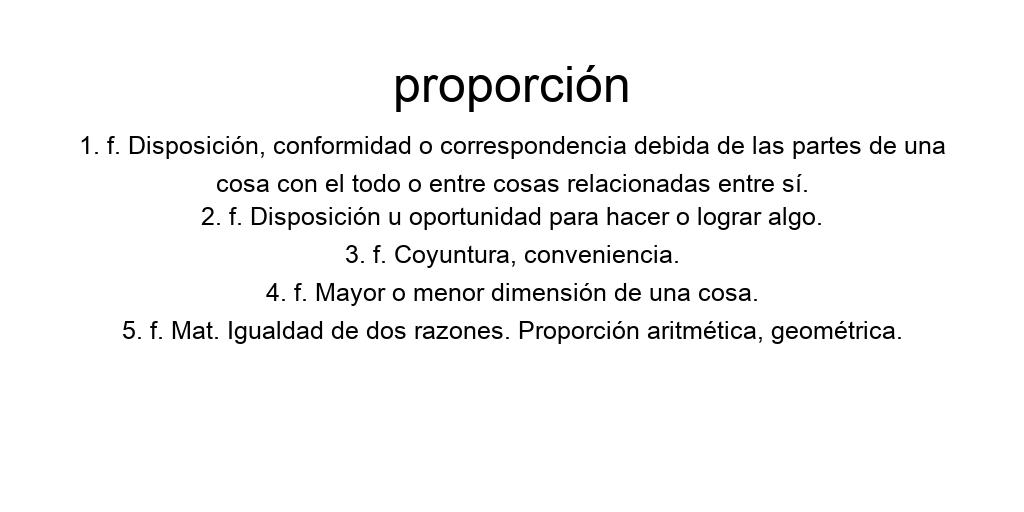 proporción
1. f. Disposición, conformidad o correspondencia debida de las partes de una
cosa con el todo o entre cosas relacionadas entre sí.
2. f. Disposición u oportunidad para hacer o lograr algo.
3. f. Coyuntura, conveniencia.
4. f. Mayor o menor dimensión de una cosa.
5. f. Mat. Igualdad de dos razones. Proporción aritmética, geométrica.